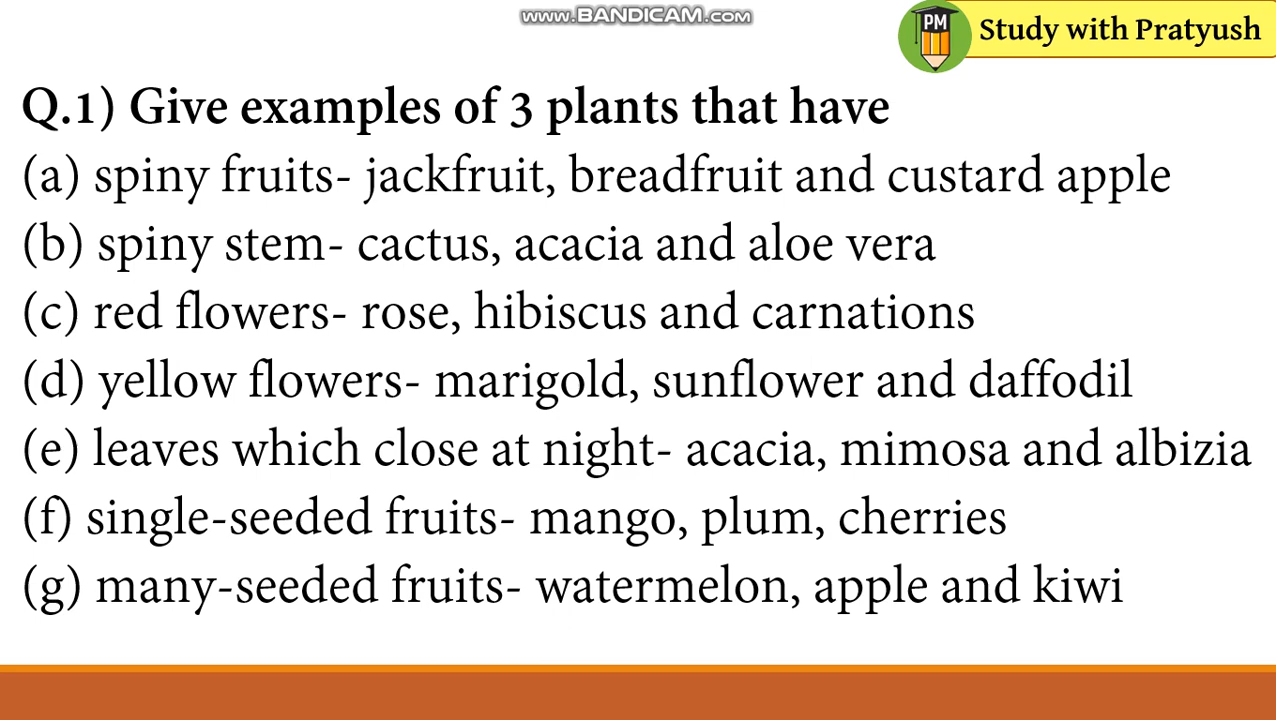 www.BANDICAM.com
PM
Study with Pratyush
Q.1) Give examples of 3 plants that have
(a) spiny fruits- jackfruit, breadfruit and custard apple
(b) spiny stem- cactus, acacia and aloe vera
(c) red flowers- rose, hibiscus and carnations
(d) yellow flowers- marigold, sunflower and daffodil
(e) leaves which close at night- acacia, mimosa and albizia
(f) single-seeded fruits- mango, plum, cherries
(g) many-seeded fruits- watermelon, apple and kiwi